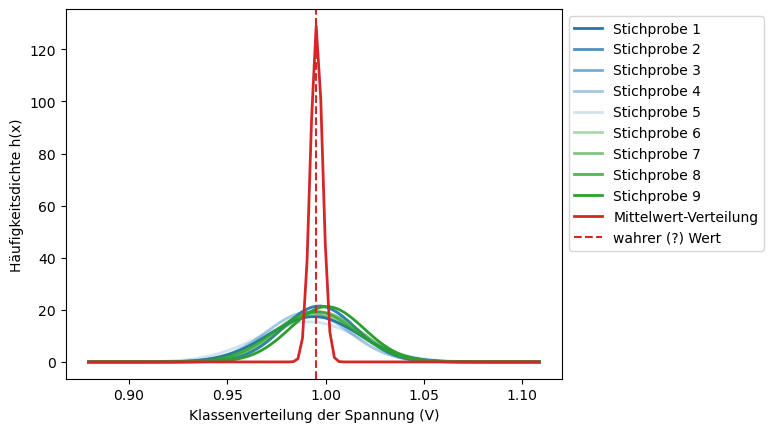 120
100
80
60
40
20
0
Häufigkeitsdichte h(x)
0.90
0.95
1.00
1.05
1.10
Klassenverteilung der Spannung (V)
Stichprobe 1
Stichprobe 2
Stichprobe 3
Stichprobe 4
Stichprobe 5
Stichprobe 6
Stichprobe 7
Stichprobe 8
Stichprobe 9
Mittelwert-Verteilung
wahrer (?) Wert